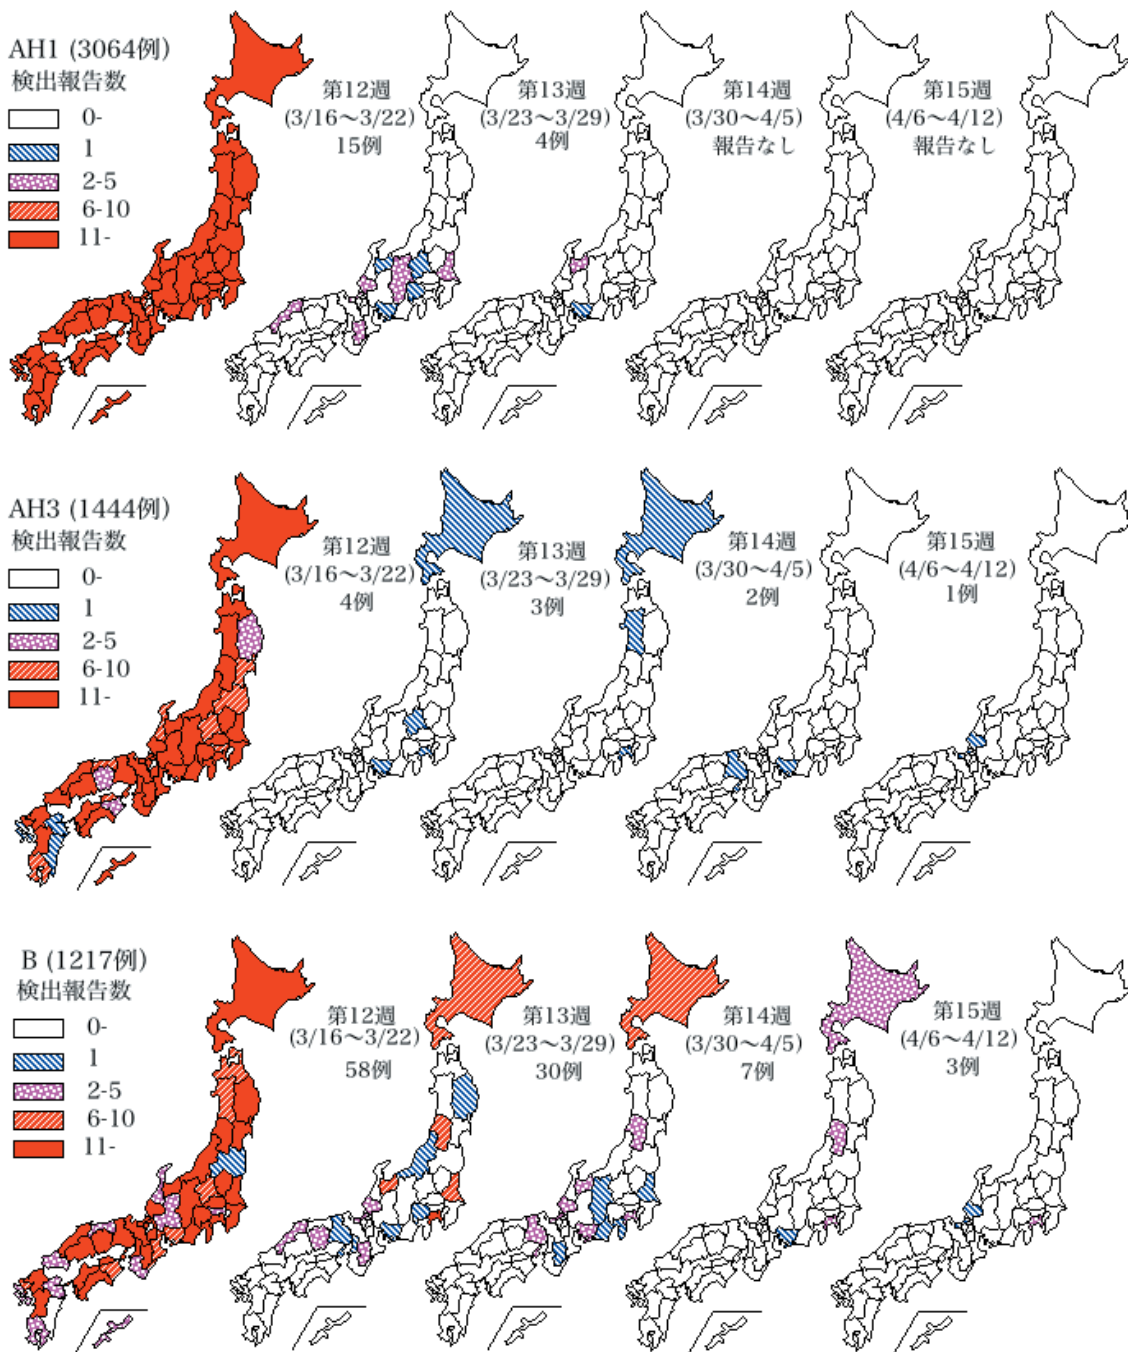 AH1 (3064例)
検出報告数
0-
1
2-5
6-10
11-
第12週
(3/16～3/22)
15例
第13週
(3/23～3/29)
4例
第14週
(3/30～4/5)
報告なし
第15週
(4/6～4/12)
報告なし
AH3 (1444例)
検出報告数
0-
1
2-5
6-10
11-
第12週
(3/16～3/22)
4例
第13週
(3/23～3/29)
3例
第14週
(3/30～4/5)
2例
第15週
(4/6～4/12)
1例
B (1217例)
検出報告数
0-
1
2-5
6-10
11-
第12週
(3/16～3/22)
58例
第13週
(3/23～3/29)
30例
第14週
(3/30～4/5)
7例
第15週
(4/6～4/12)
3例